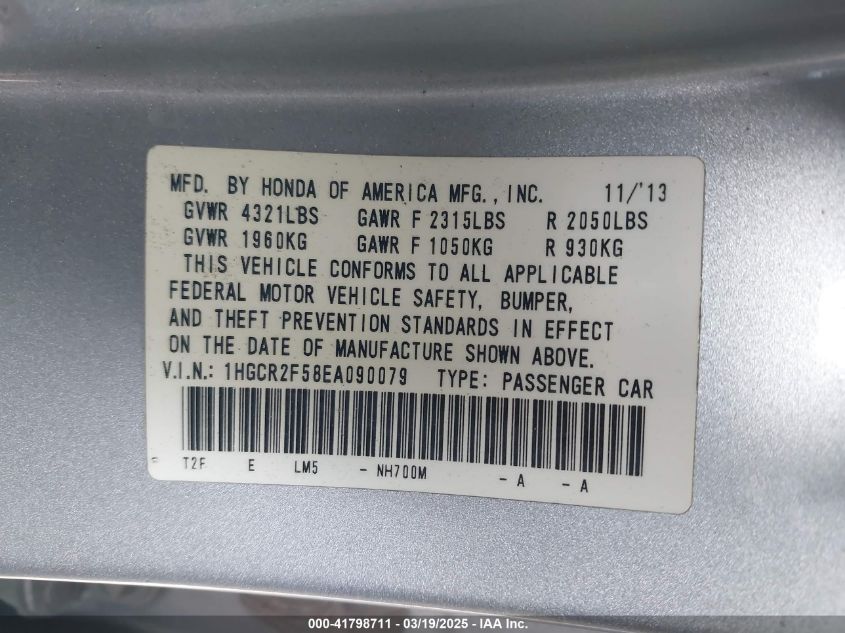 MFD. BY HONDA OF AMERICA MFG., INC. 11/'13
GVWR 4321LBS GAWR F 2315LBS R 2050LBS
GVWR 1960KG GAWR F 1050KG R 930KG
THIS VEHICLE CONFORMS TO ALL APPLICABLE
FEDERAL MOTOR VEHICLE SAFETY, BUMPER,
AND THEFT PREVENTION STANDARDS IN EFFECT
ON THE DATE OF MANUFACTURE SHOWN ABOVE.
V.I.N.: 1HGCR2F58EA090079 TYPE: PASSENGER CAR
T2F E LM5 - NH700M - A - A
000-41798711 / 03/19/2025 - IAA Inc.